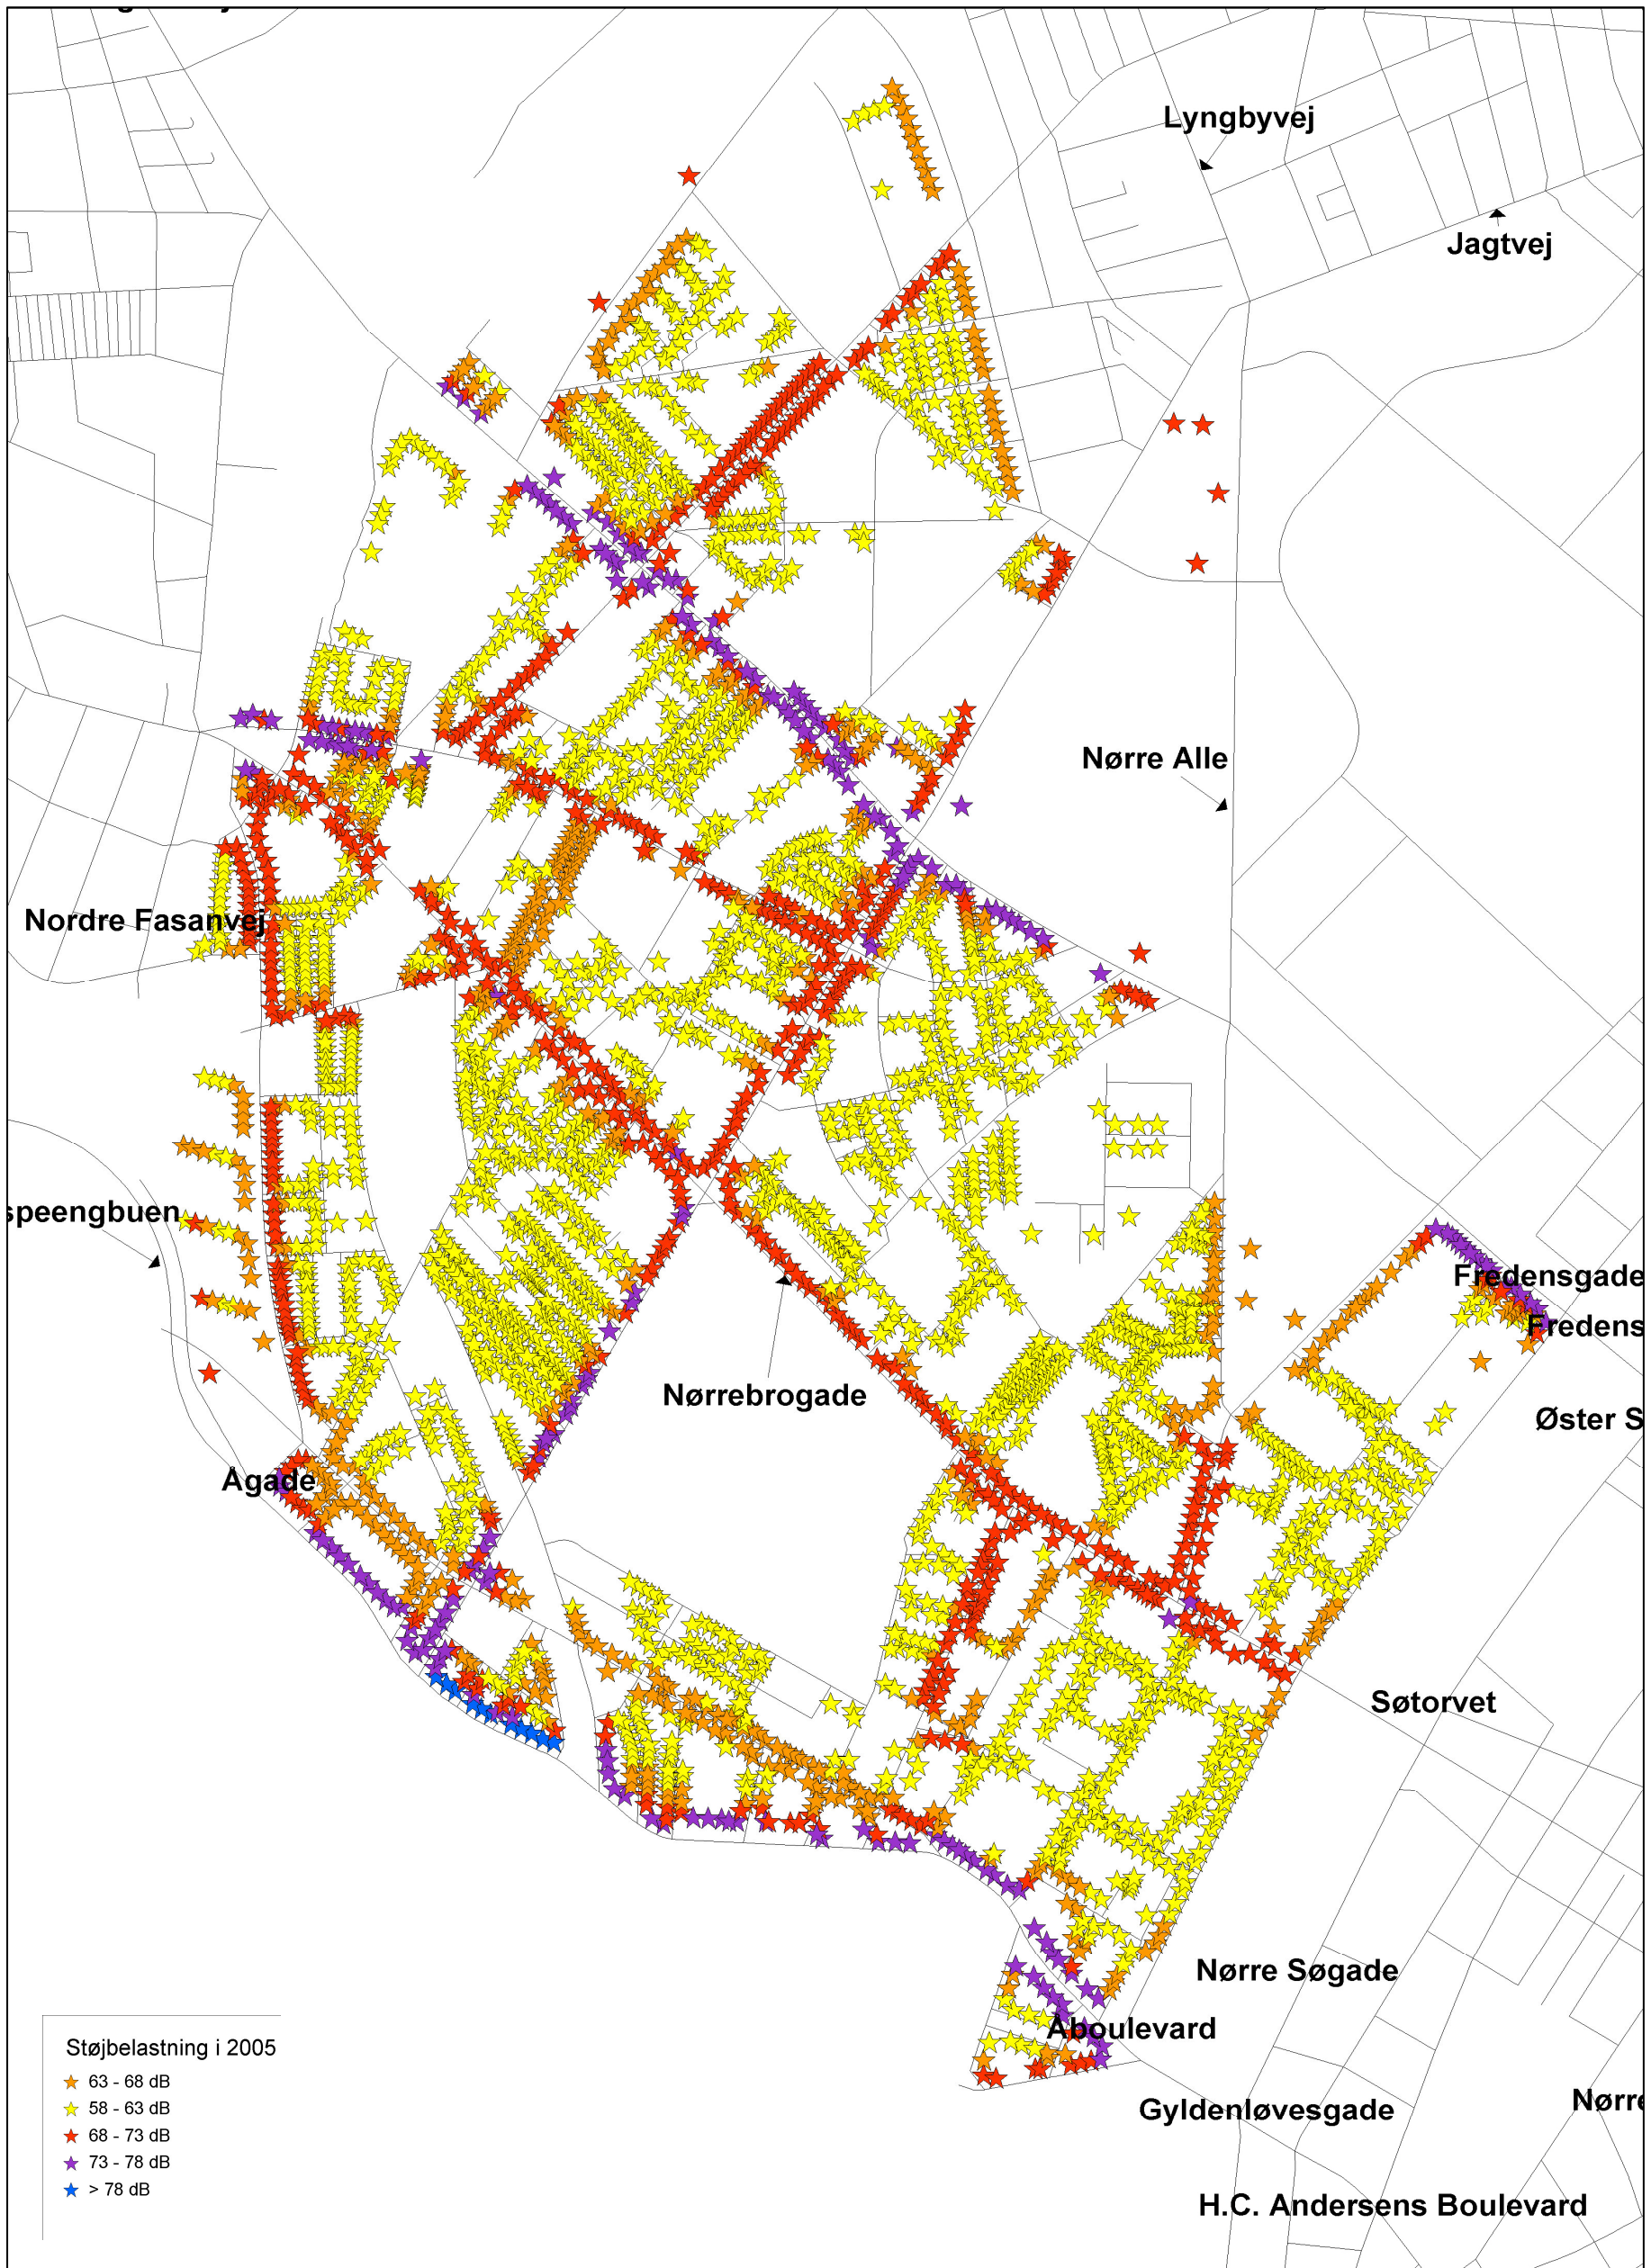 Lyngbyvej
Jagtvej
Nørre Alle
Nordre Fasanvej
speengbuen
Fredensgade
Fredens
Nørrebrogade
Øster S
Ågade
Søtorvet
Nørre Søgade
Åboulevard
Gyldenløvesgade
Nørre
H.C. Andersens Boulevard
Støjbelastning i 2005
63 - 68 dB
58 - 63 dB
68 - 73 dB
73 - 78 dB
> 78 dB